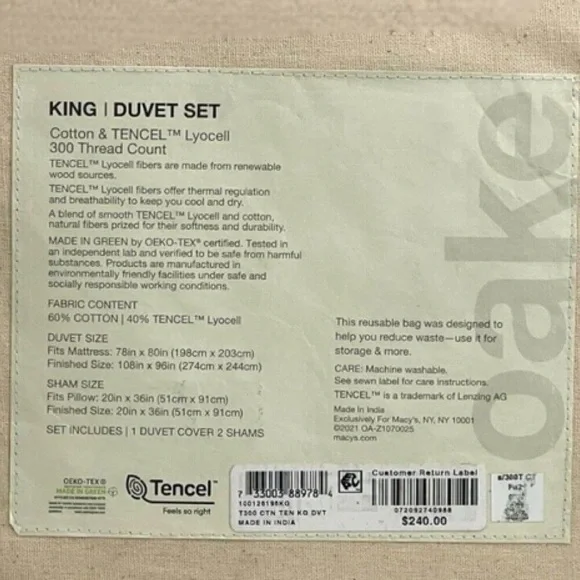 KING | DUVET SET
Cotton & TENCEL™ Lyocell
300 Thread Count
TENCEL™ Lyocell fibers are made from renewable
wood sources.
TENCEL™ Lyocell fibers offer thermal regulation
and breathability to keep you cool and dry.
A blend of smooth TENCEL™ Lyocell and cotton,
natural fibers prized for their softness and durability.
MADE IN GREEN by OEKO-TEX® certified. Tested in
an independent lab and verified to be safe from harmful
substances. Products are manufactured in
environmentally friendly facilities under safe and
socially responsible working conditions.
FABRIC CONTENT
60% COTTON | 40% TENCEL™ Lyocell
DUVET SIZE
Fits Mattress: 78in x 80in (198cm x 203cm)
Finished Size: 108in x 96in (274cm x 244cm)
SHAM SIZE
Fits Pillow: 20in x 36in (51cm x 91cm)
Finished Size: 20in x 36in (51cm x 91cm)
SET INCLUDES | 1 DUVET COVER 2 SHAMS
This reusable bag was designed to
help you reduce waste—use it for
storage & more.
CARE: Machine washable.
See sewn label for care instructions.
TENCEL™ is a trademark of Lenzing AG
Made In India
Exclusively For Macy's, NY, NY 10001
©2021 OA-Z1070025
macys.com
oake
OEKO-TEX®
MADE IN GREEN
Tencel™
Feels so right
7 33003 88978 4
100126196KG
T300 CTN TEN KG DVT
MADE IN INDIA
Customer Return Label
072092740988
$240.00
s/300T